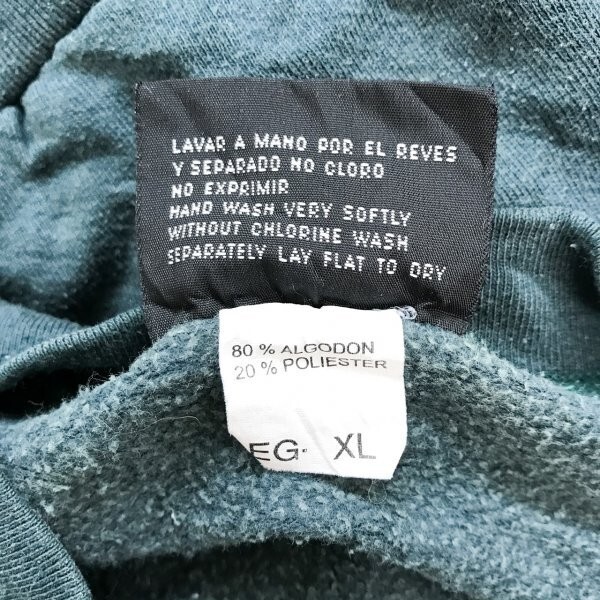 LAVAR A MANO POR EL REVES
Y SEPARADO NO CLORO
NO EXPRIMIR
HAND WASH VERY SOFTLY
WITHOUT CHLORINE WASH
SEPARATELY LAY FLAT TO DRY
80 % ALGODON
20 % POLIESTER
EG· XL